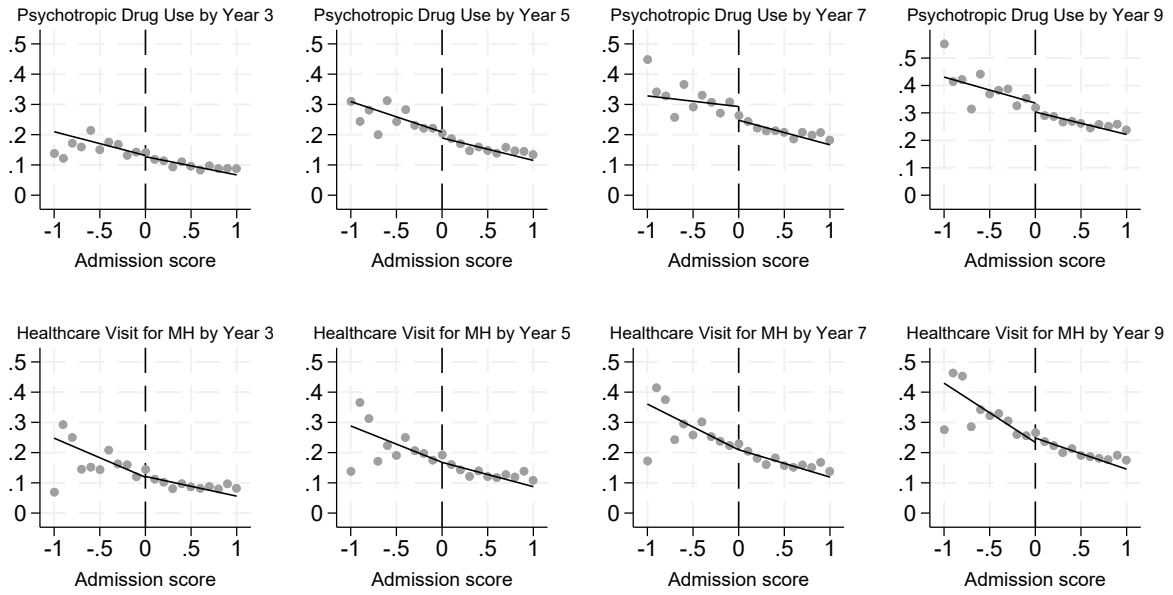 Psychotropic Drug Use by Year 3
.5
.4
.3
.2
.1
0
-1 -.5 0 .5 1
Admission score
Psychotropic Drug Use by Year 5
.5
.4
.3
.2
.1
0
-1 -.5 0 .5 1
Admission score
Psychotropic Drug Use by Year 7
.5
.4
.3
.2
.1
0
-1 -.5 0 .5 1
Admission score
Psychotropic Drug Use by Year 9
.5
.4
.3
.2
.1
0
-1 -.5 0 .5 1
Admission score
Healthcare Visit for MH by Year 3
.5
.4
.3
.2
.1
0
-1 -.5 0 .5 1
Admission score
Healthcare Visit for MH by Year 5
.5
.4
.3
.2
.1
0
-1 -.5 0 .5 1
Admission score
Healthcare Visit for MH by Year 7
.5
.4
.3
.2
.1
0
-1 -.5 0 .5 1
Admission score
Healthcare Visit for MH by Year 9
.5
.4
.3
.2
.1
0
-1 -.5 0 .5 1
Admission score